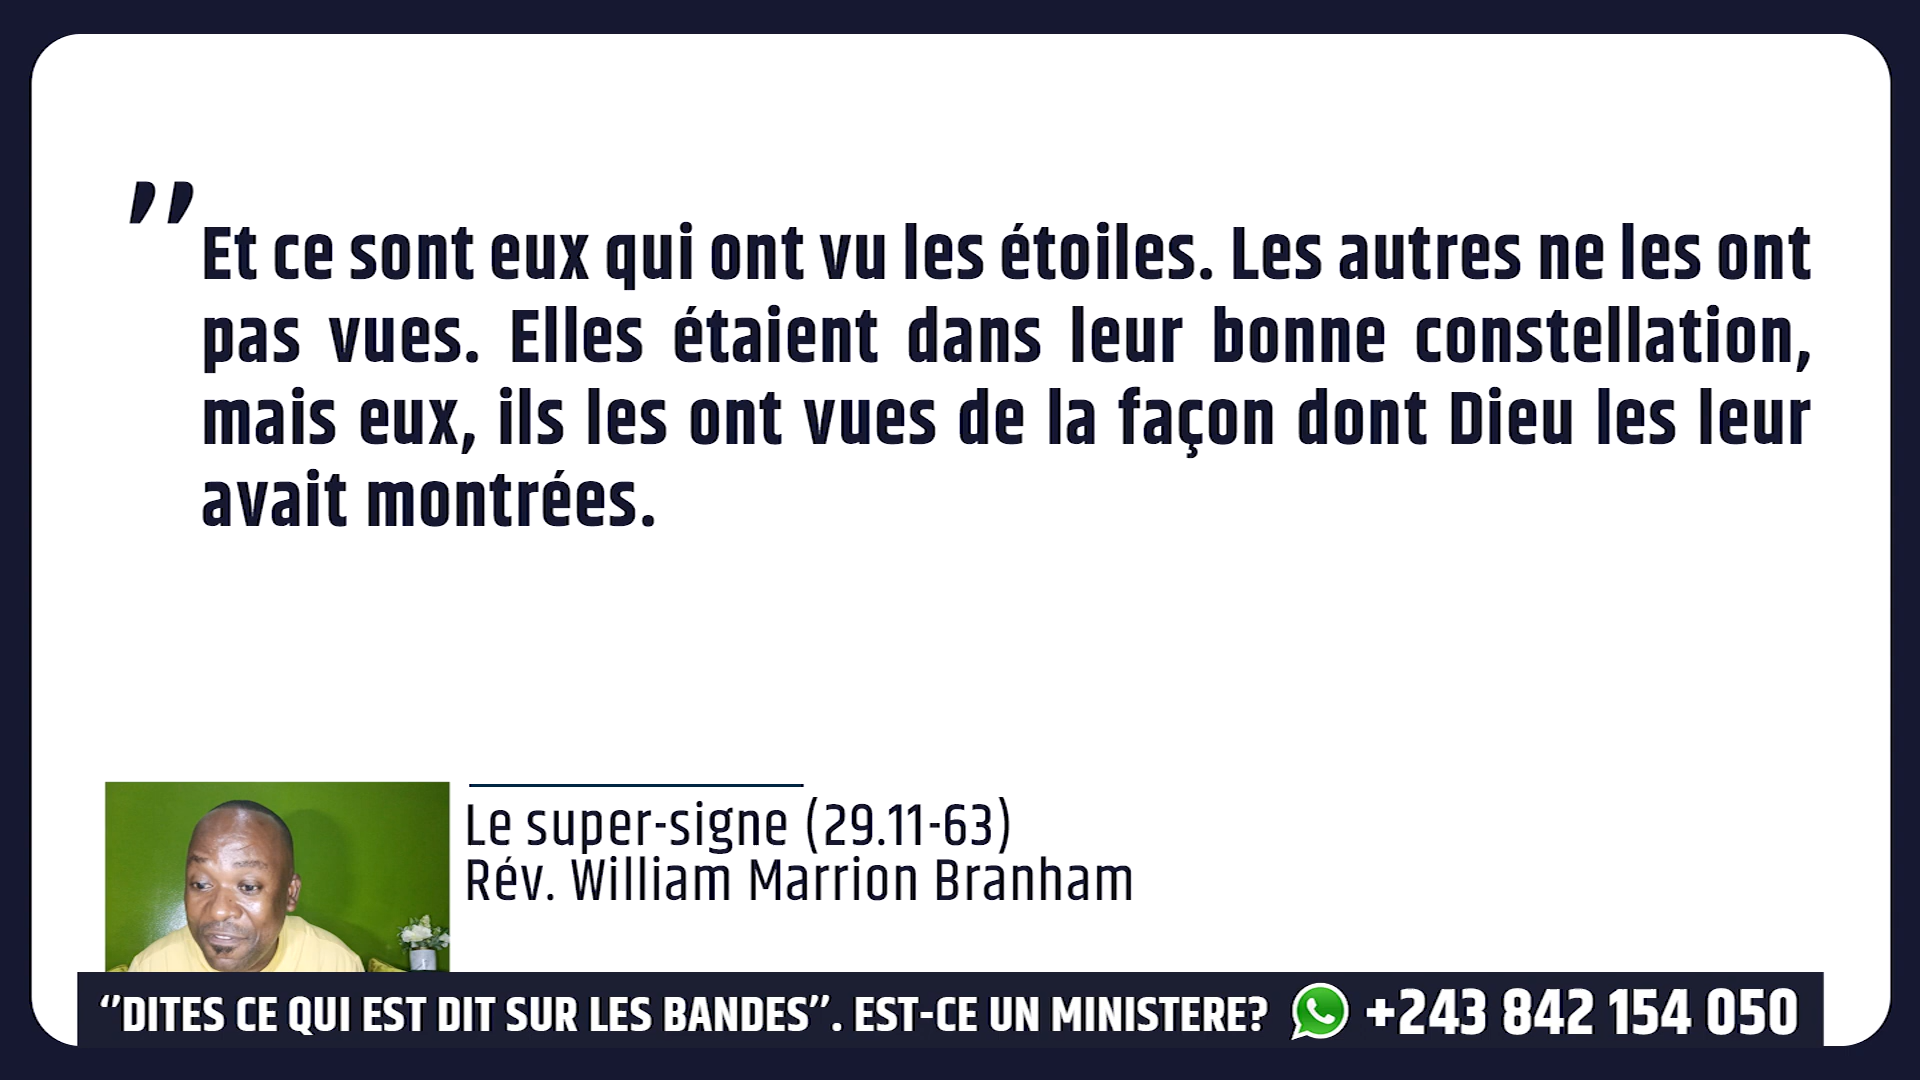 ”
Et ce sont eux qui ont vu les étoiles. Les autres ne les ont
pas vues. Elles étaient dans leur bonne constellation,
mais eux, ils les ont vues de la façon dont Dieu les leur
avait montrées.
Le super-signe (29.11-63)
Rév. William Marrion Branham
‘’DITES CE QUI EST DIT SUR LES BANDES’’. EST-CE UN MINISTERE? +243 842 154 050